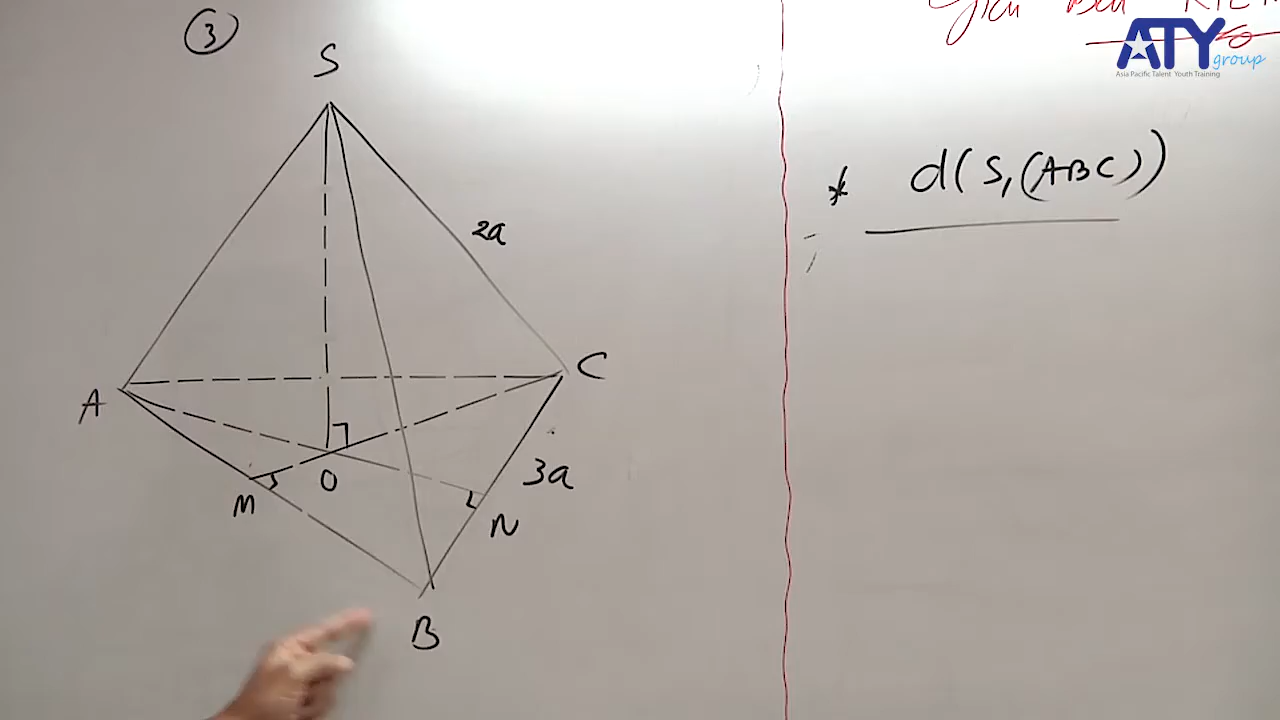 3
S
2a
A
C
M
O
3a
N
B
* d(S,(ABC))
ATY
group
Asia Pacific Talent Youth Training